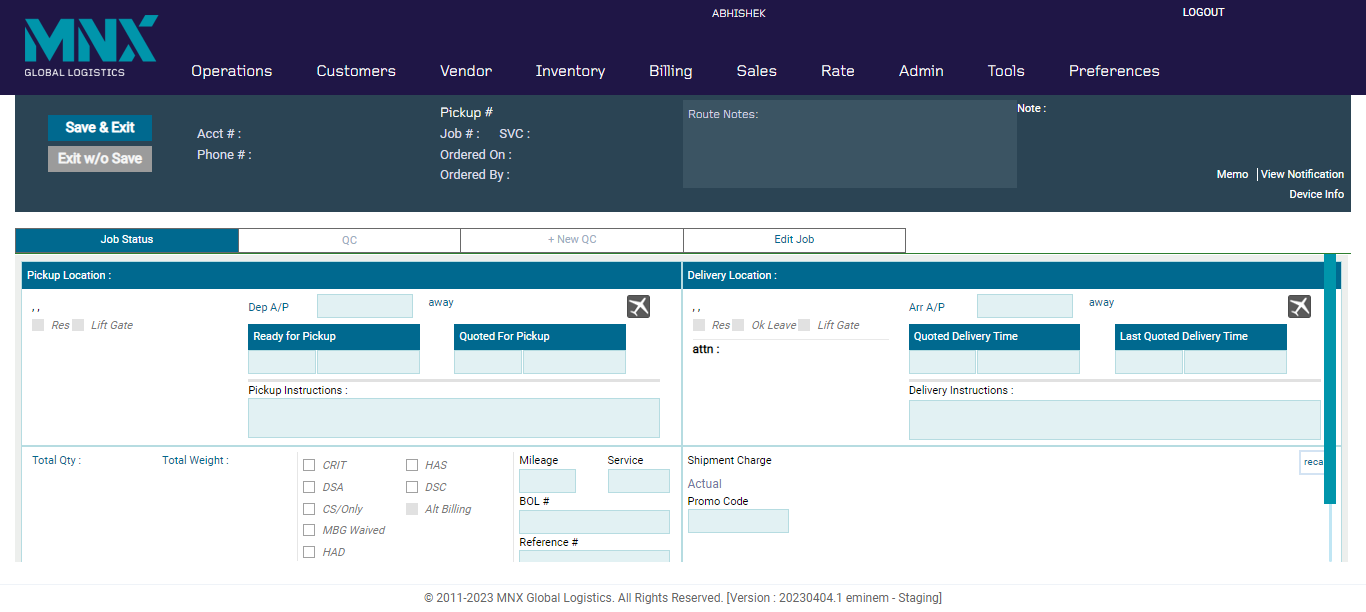 ABHISHEK
LOGOUT
MNX
GLOBAL LOGISTICS
Operations Customers Vendor Inventory Billing Sales Rate Admin Tools Preferences
Save & Exit
Exit w/o Save
Acct # :
Phone # :
Pickup #
Job # : SVC :
Ordered On :
Ordered By :
Route Notes:
Note :
Memo View Notification
Device Info
Job Status QC + New QC Edit Job
Pickup Location :
, ,
Res Lift Gate
Dep A/P away
Ready for Pickup Quoted For Pickup
Pickup Instructions :
Delivery Location :
, ,
Res Ok Leave Lift Gate
attn :
Arr A/P away
Quoted Delivery Time Last Quoted Delivery Time
Delivery Instructions :
Total Qty : Total Weight :
CRIT HAS
DSA DSC
CS/Only Alt Billing
MBG Waived
HAD
Mileage Service
BOL #
Reference #
Shipment Charge
reca
Actual
Promo Code
© 2011-2023 MNX Global Logistics. All Rights Reserved. [Version : 20230404.1 eminem - Staging]